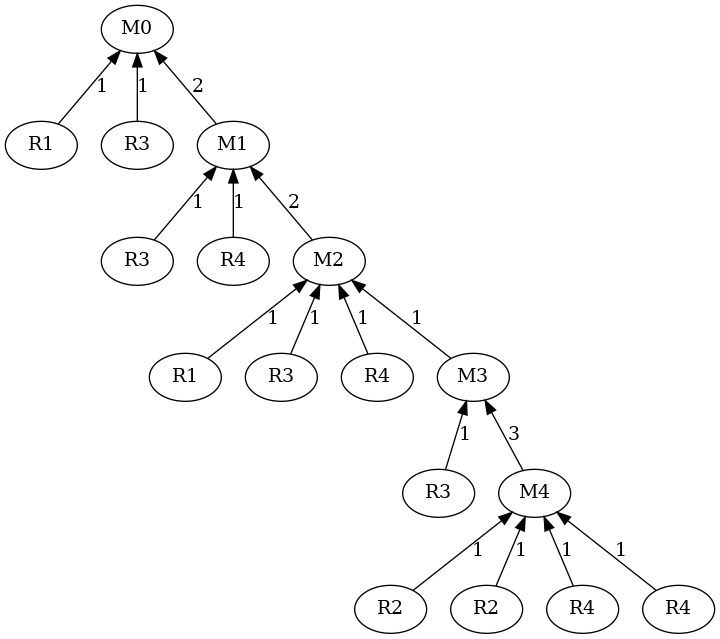 M0
1 1 2
R1 R3 M1
1 1 2
R3 R4 M2
1 1 1 1
R1 R3 R4 M3
1 3
R3 M4
1 1 1 1
R2 R2 R4 R4